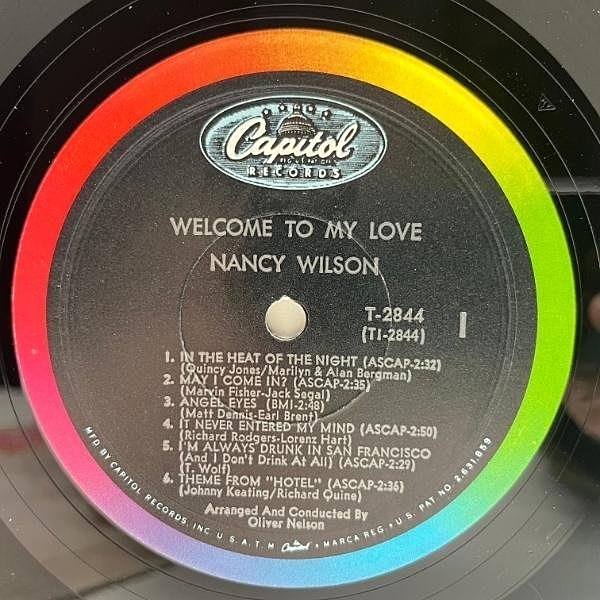 Capitol
RECORDS
WELCOME TO MY LOVE
NANCY WILSON
T-2844
(T1-2844)
1
1. IN THE HEAT OF THE NIGHT (ASCAP-2:32)
(Quincy Jones/Marilyn & Alan Bergman)
2. MAY I COME IN? (ASCAP-2:35)
(Marvin Fisher-Jack Segal)
3. ANGEL EYES (BMI-2:48)
(Matt Dennis-Earl Brent)
4. IT NEVER ENTERED MY MIND (ASCAP-2:50)
(Richard Rodgers-Lorenz Hart)
5. I'M ALWAYS DRUNK IN SAN FRANCISCO
(And I Don't Drink At All) (ASCAP-2:29)
(T. Wolf)
6. THEME FROM "HOTEL" (ASCAP-2:36)
(Johnny Keating/Richard Quine)
Arranged And Conducted By
Oliver Nelson
MFD BY CAPITOL RECORDS, INC U.S.A. T.M. Capitol MARCA REG. U.S. PAT. NO. 2,631,859